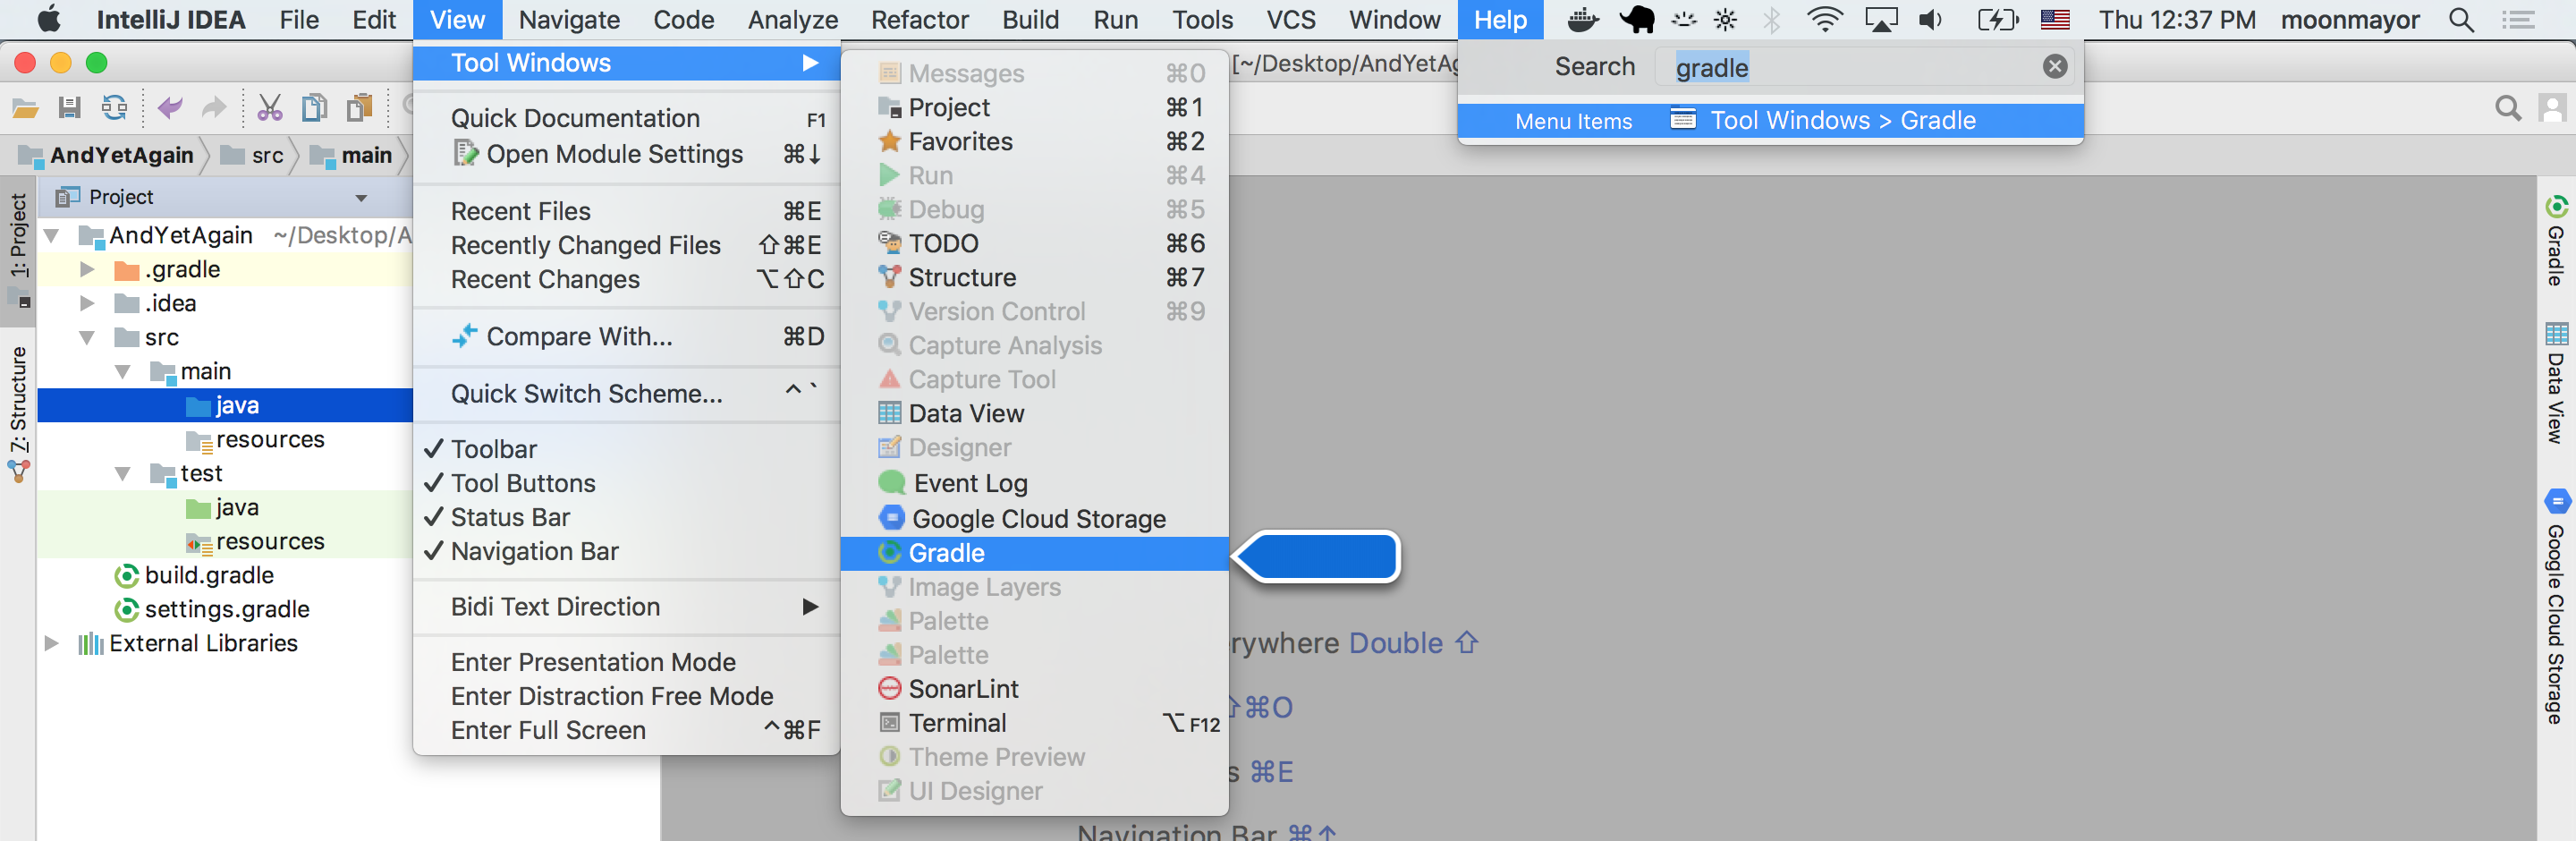 IntelliJ IDEA File Edit View Navigate Code Analyze Refactor Build Run Tools VCS Window Help Thu 12:37 PM moonmayor
[~/Desktop/AndYetAg
Search gradle
Menu Items Tool Windows > Gradle
AndYetAgain src main
1: Project
Z: Structure
Project
AndYetAgain ~/Desktop/A
.gradle
.idea
src
main
java
resources
test
java
resources
build.gradle
settings.gradle
External Libraries
Tool Windows
Quick Documentation F1
Open Module Settings ⌘↓
Recent Files ⌘E
Recently Changed Files ⇧⌘E
Recent Changes ⌥⇧C
Compare With... ⌘D
Quick Switch Scheme... ^`
✓ Toolbar
✓ Tool Buttons
✓ Status Bar
✓ Navigation Bar
Bidi Text Direction
Enter Presentation Mode
Enter Distraction Free Mode
Enter Full Screen ^⌘F
Messages ⌘0
Project ⌘1
Favorites ⌘2
Run ⌘4
Debug ⌘5
TODO ⌘6
Structure ⌘7
Version Control ⌘9
Capture Analysis
Capture Tool
Data View
Designer
Event Log
Google Cloud Storage
Gradle
Image Layers
Palette
Palette
SonarLint
Terminal ⌥F12
Theme Preview
UI Designer
rywhere Double ⇧
⇧⌘O
s ⌘E
Navigation Bar ⌘↑
Gradle
Data View
Google Cloud Storage